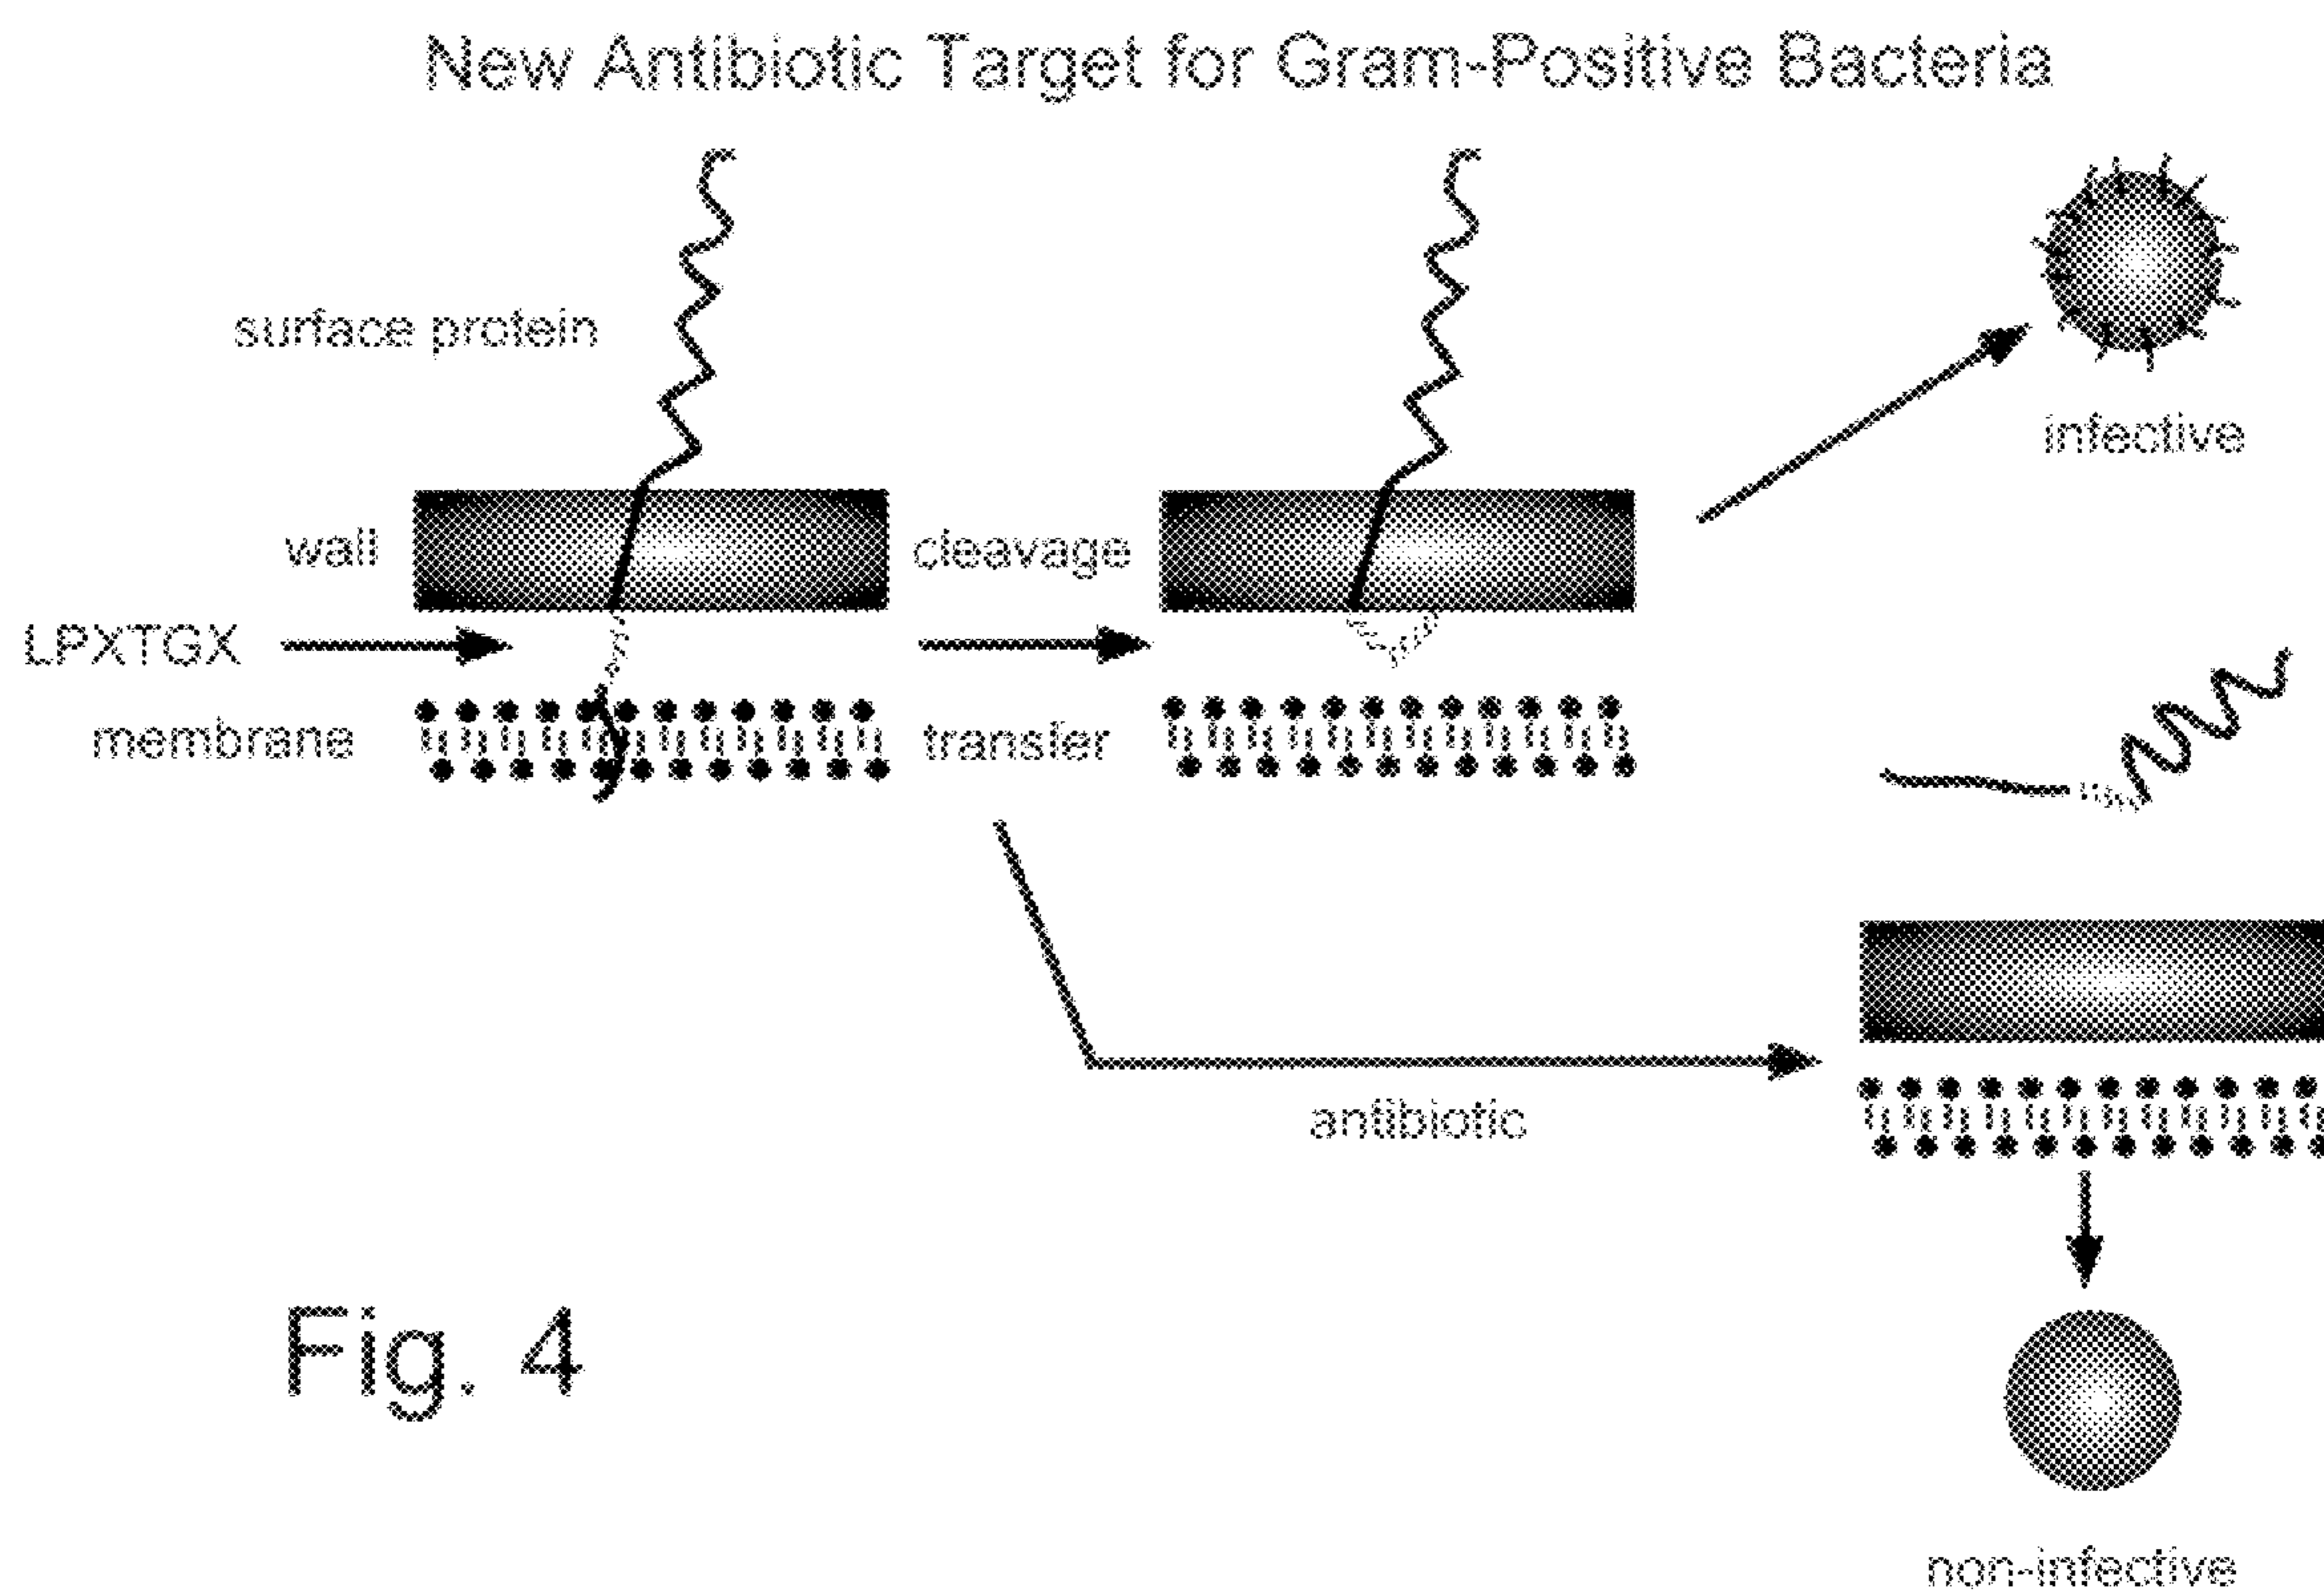 New Antibiotic Target for Gram-Positive Bacteria
surface protein
infective
wall
cleavage
LPXTGX
membrane
transfer
antibiotic
Fig. 4
non-infective